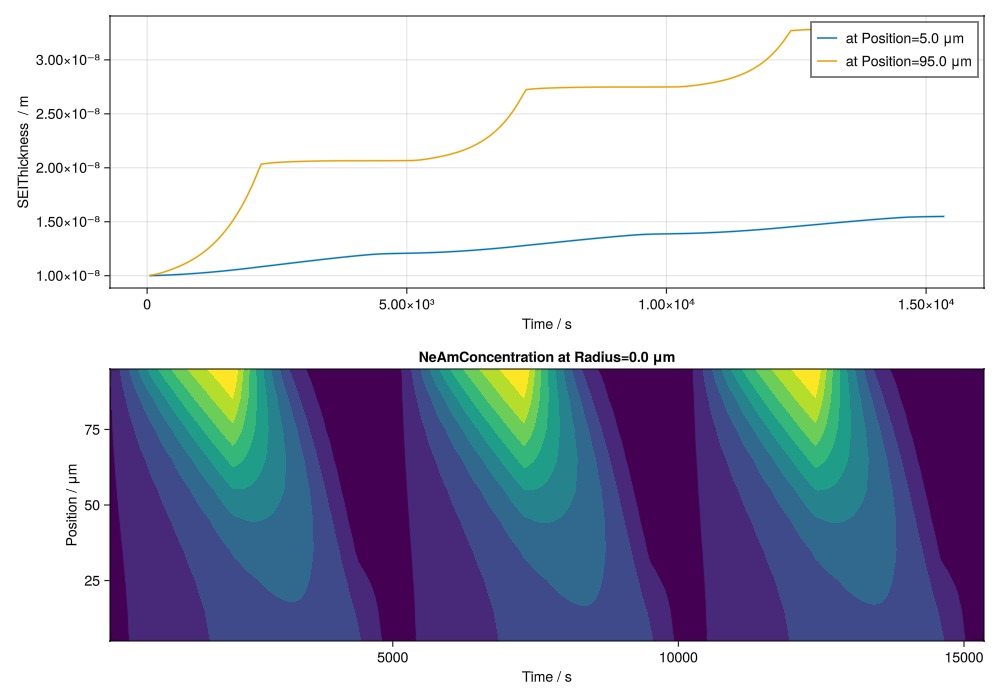 at Position=5.0 µm
at Position=95.0 µm
SEIThickness / m
3.00×10⁻⁸
2.50×10⁻⁸
2.00×10⁻⁸
1.50×10⁻⁸
1.00×10⁻⁸
0 5.00×10³ 1.00×10⁴ 1.50×10⁴
Time / s
NeAmConcentration at Radius=0.0 µm
Position / µm
75
50
25
5000 10000 15000
Time / s